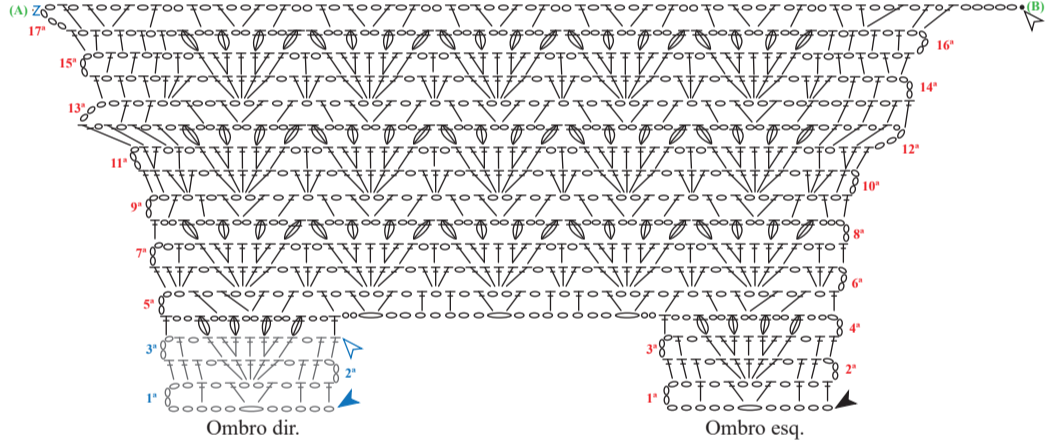 (A) Z (B)
17ª
16ª
15ª
14ª
13ª
12ª
11ª
10ª
9ª
8ª
7ª
6ª
5ª
4ª
3ª 3ª
2ª 2ª
1ª 1ª
Ombro dir. Ombro esq.